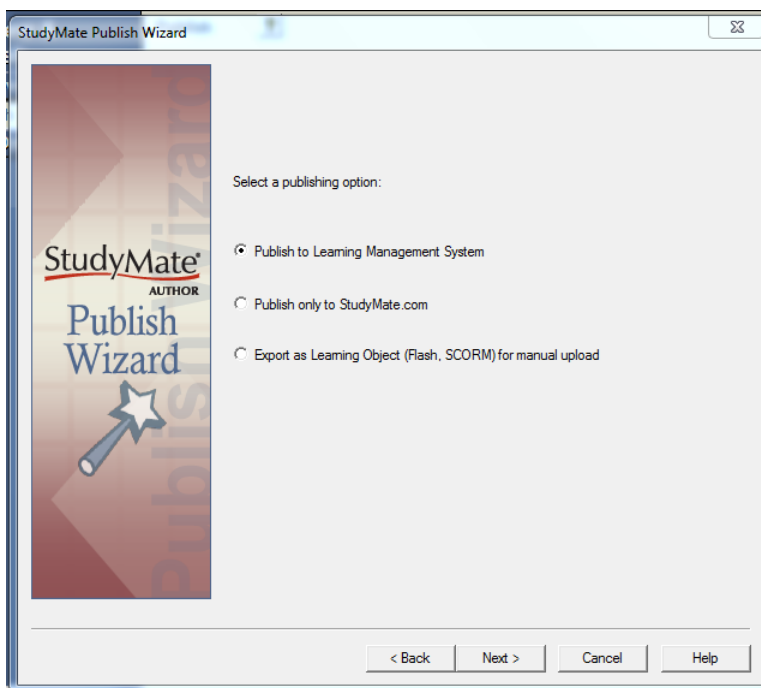 StudyMate Publish Wizard
Select a publishing option:
Publish to Learning Management System
Publish only to StudyMate.com
Export as Learning Object (Flash, SCORM) for manual upload
Publish Wizard
StudyMate®
AUTHOR
Publish
Wizard
< Back
Next >
Cancel
Help